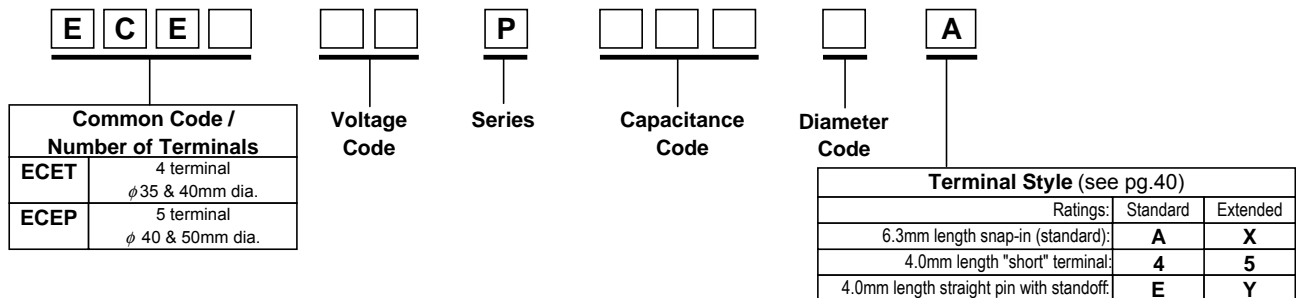 E C E P A
Common Code /
Number of Terminals
ECET 4 terminal
ϕ35 & 40mm dia.
ECEP 5 terminal
ϕ 40 & 50mm dia.
Voltage
Code
Series
Capacitance
Code
Diameter
Code
Terminal Style (see pg.40)
Ratings: Standard Extended
6.3mm length snap-in (standard): A X
4.0mm length "short" terminal: 4 5
4.0mm length straight pin with standoff: E Y